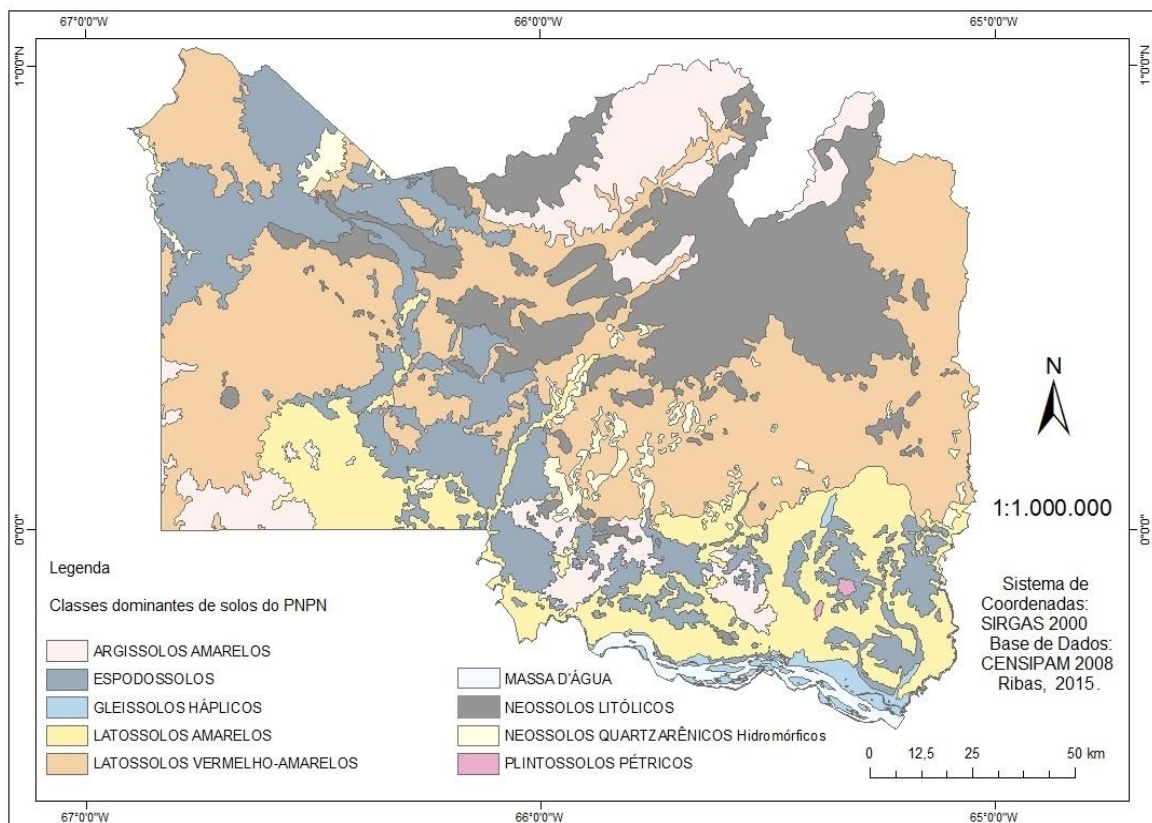 67°0'0"W 66°0'0"W 65°0'0"W
1°0'0"N 1°0'0"N
N
1:1.000.000
0°0'0" 0°0'0"
Legenda
Classes dominantes de solos do PNPN
ARGISSOLOS AMARELOS
ESPODOSSOLOS
GLEISSOLOS HÁPLICOS
LATOSSOLOS AMARELOS
LATOSSOLOS VERMELHO-AMARELOS
MASSA D'ÁGUA
NEOSSOLOS LITÓLICOS
NEOSSOLOS QUARTZARÊNICOS Hidromórficos
PLINTOSSOLOS PÉTRICOS
Sistema de
Coordenadas:
SIRGAS 2000
Base de Dados:
CENSIPAM 2008
Ribas, 2015.
0 12,5 25 50 km
67°0'0"W 66°0'0"W 65°0'0"W